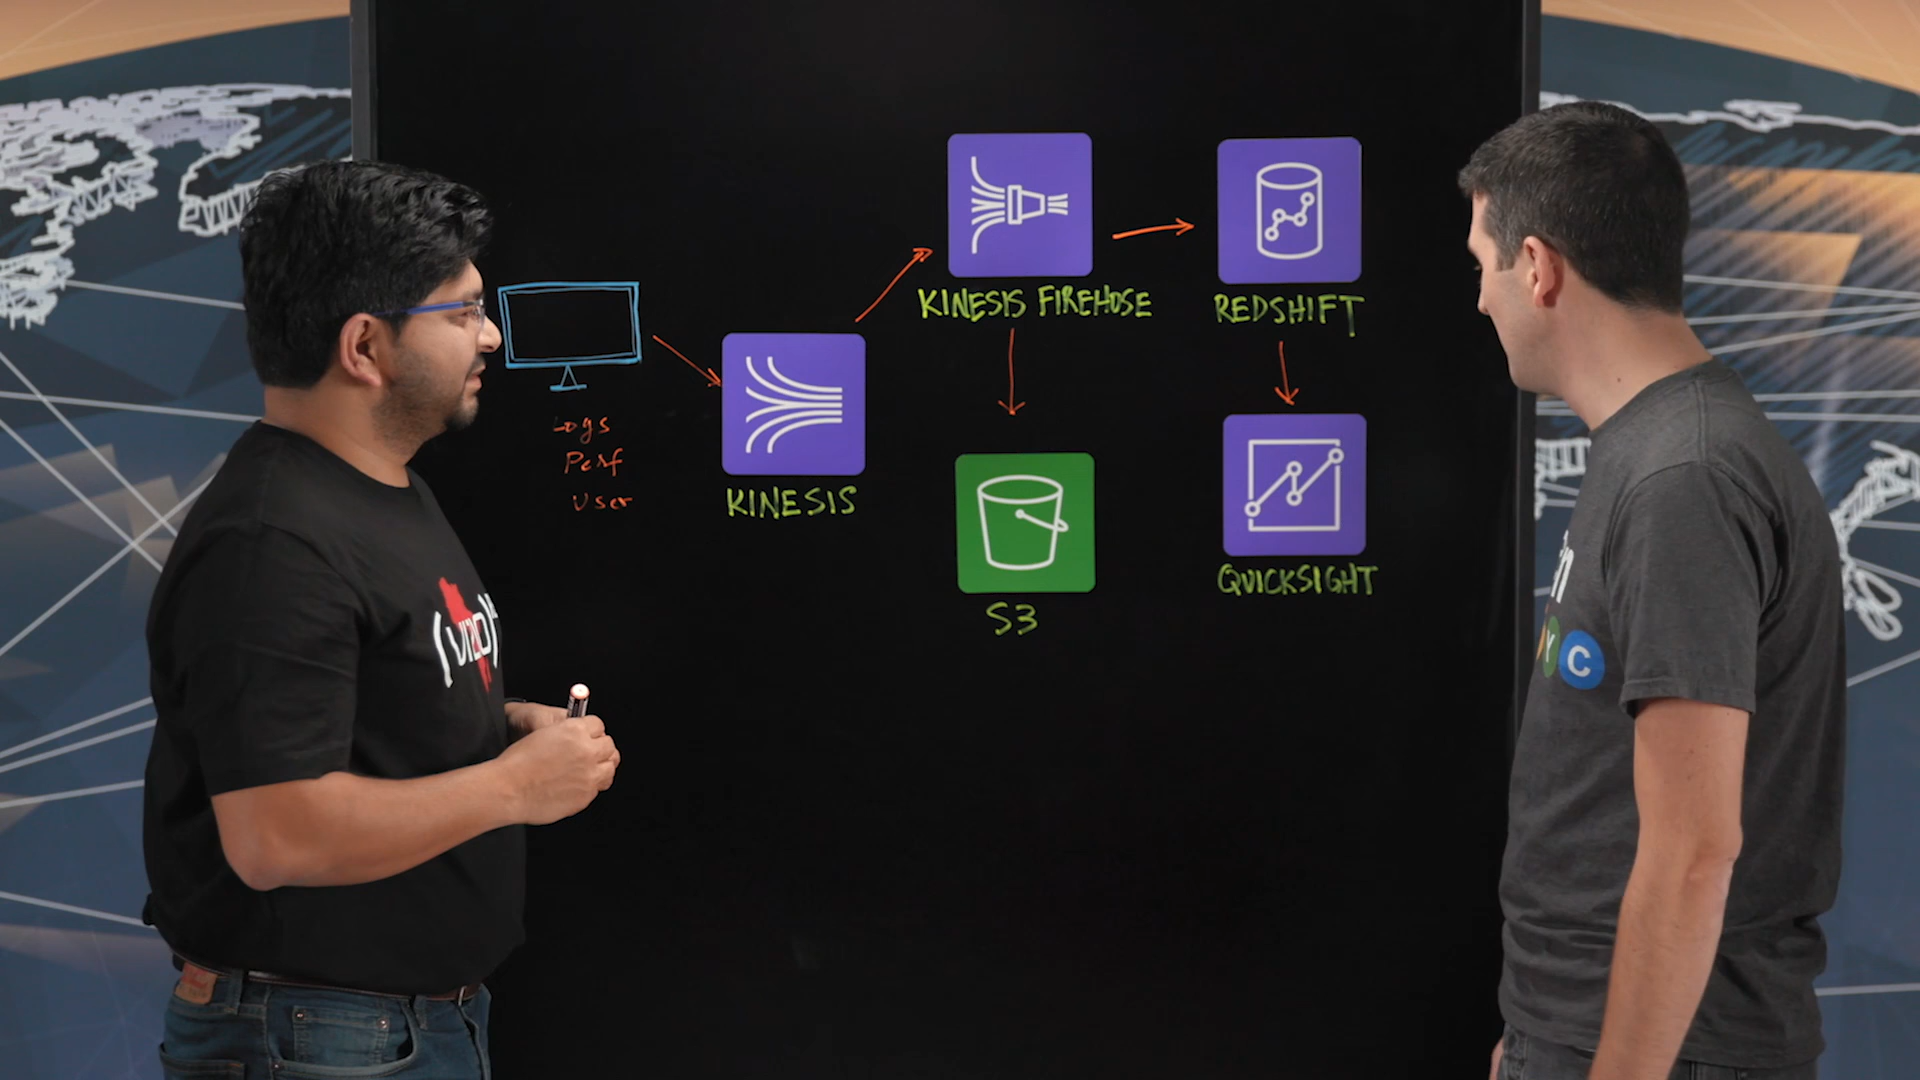 Logs
Perf
User
KINESIS
KINESIS FIREHOSE
S3
REDSHIFT
QUICKSIGHT
C